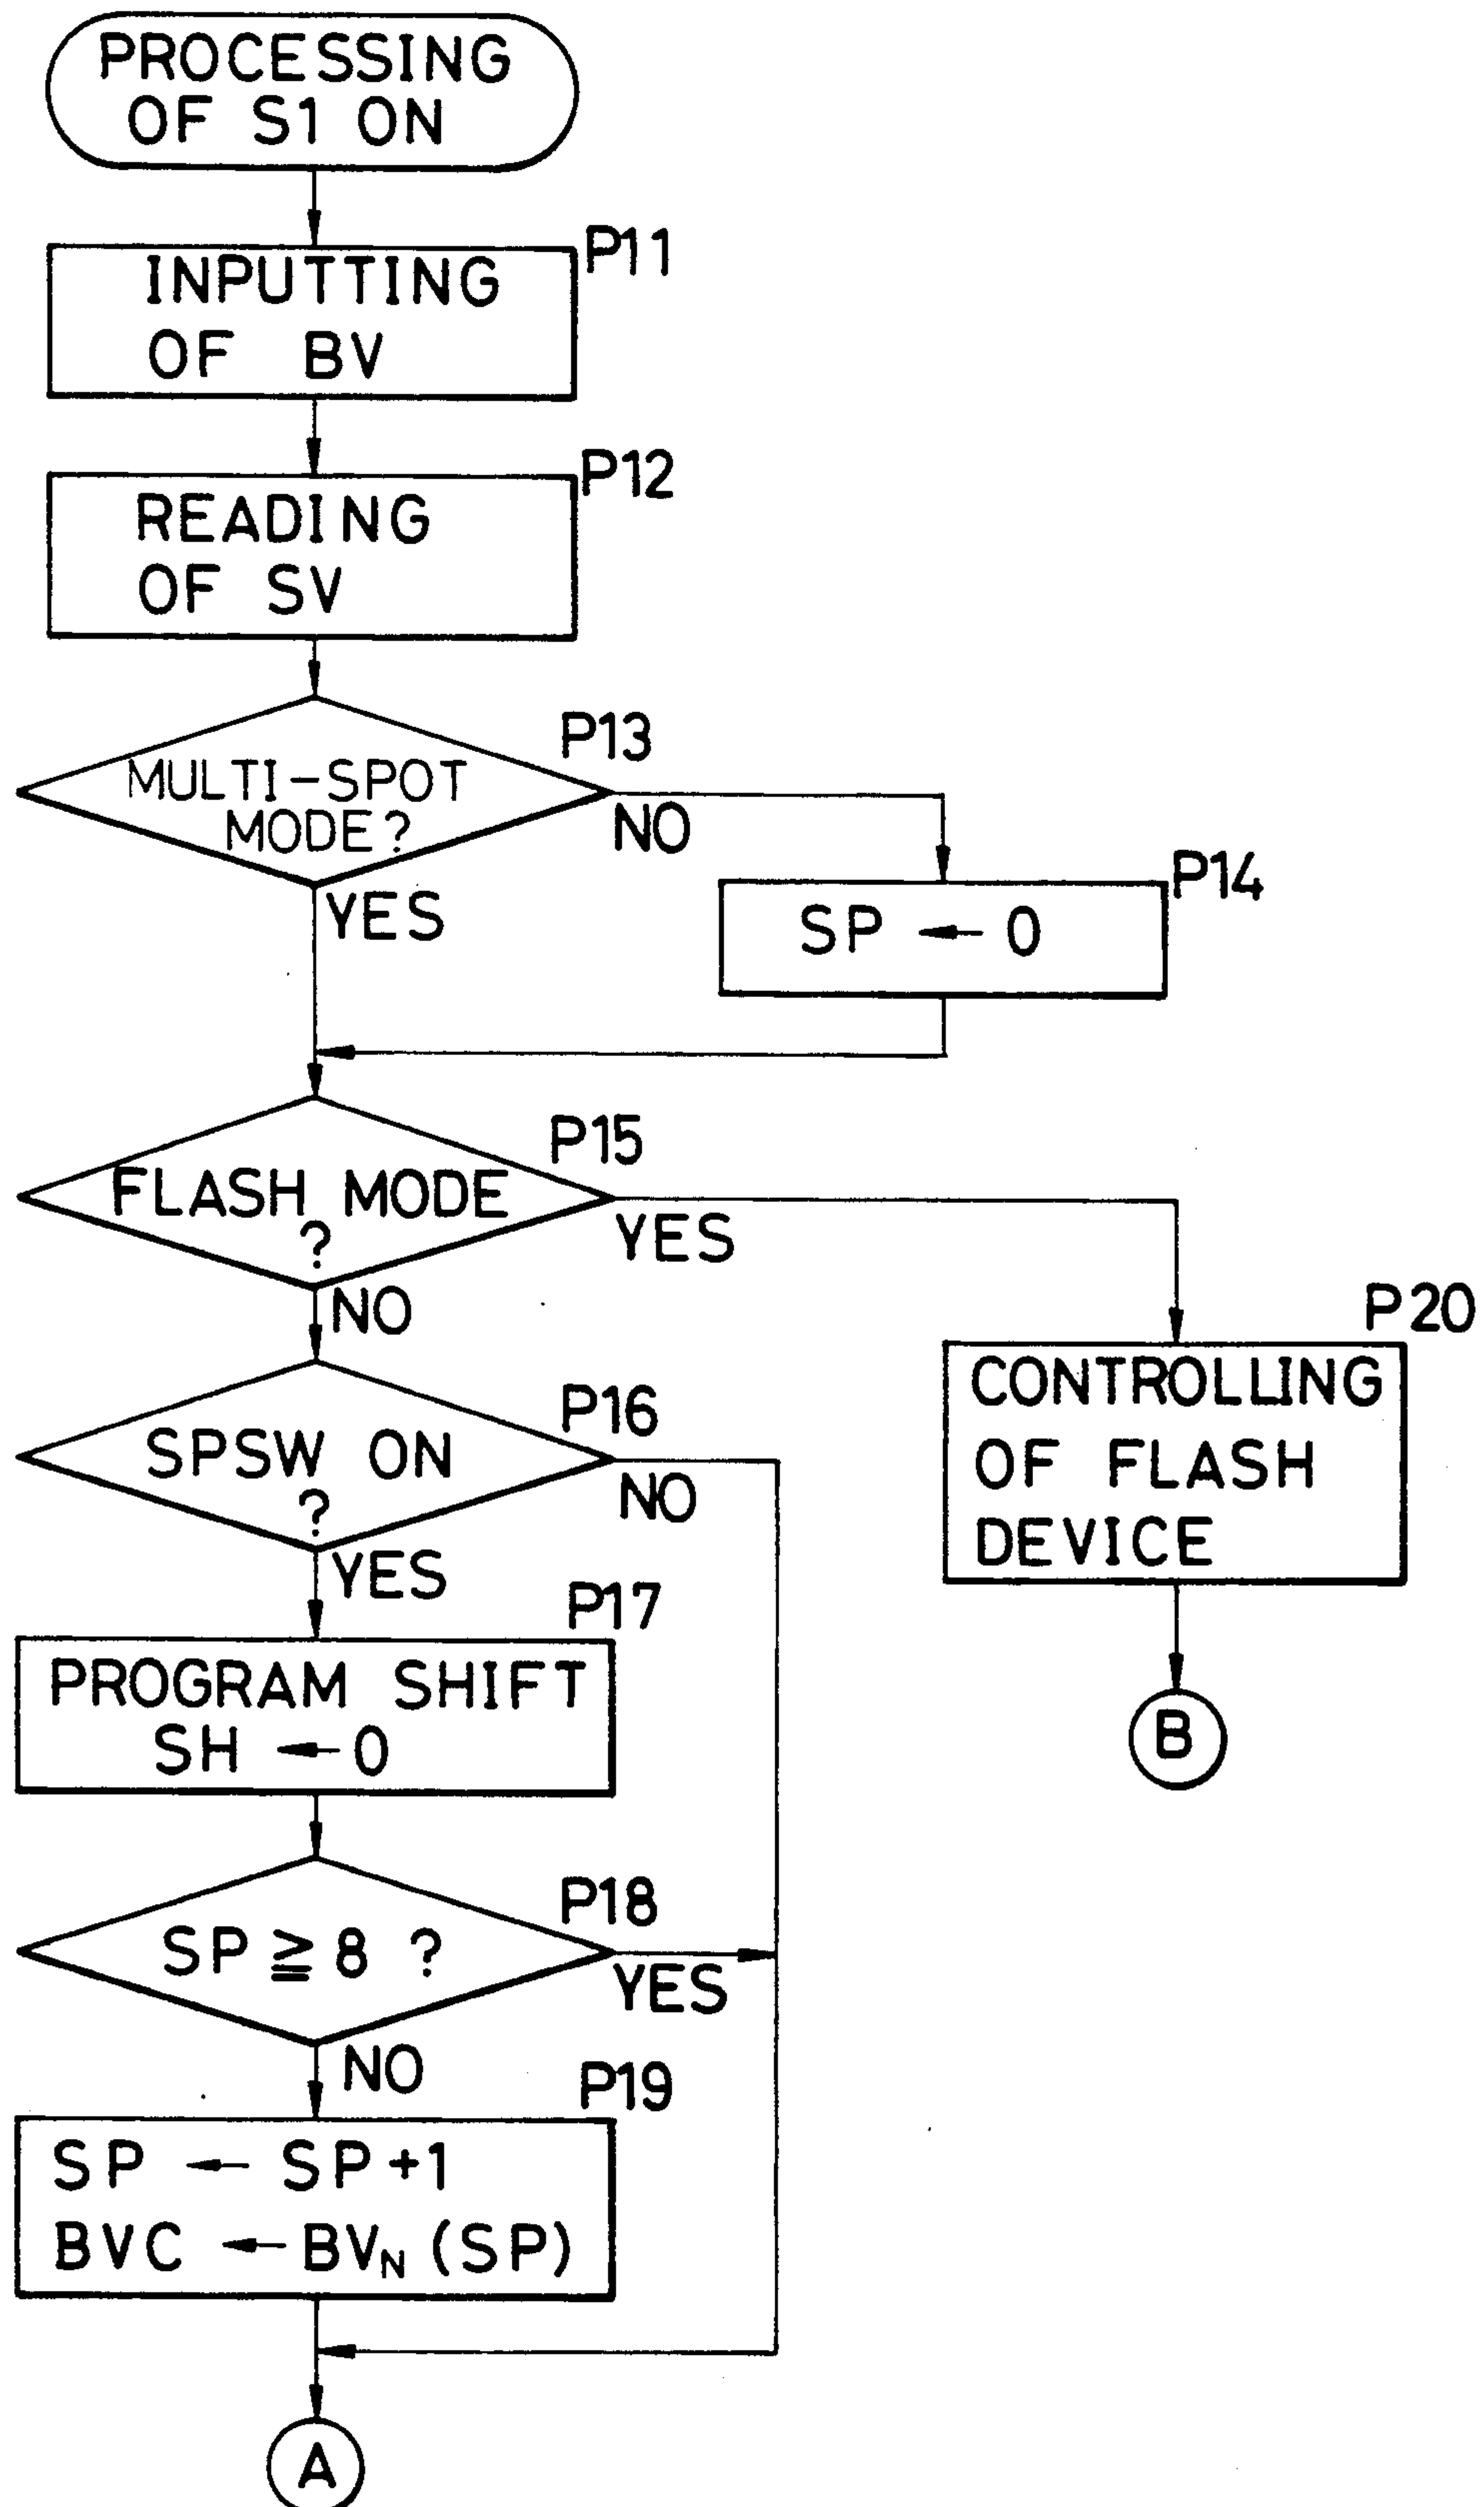 PROCESSING
OF S1 ON
P11
INPUTTING
OF BV
P12
READING
OF SV
P13
MULTI-SPOT
MODE?
NO
YES
P14
SP ← 0
P15
FLASH MODE
?
YES
NO
P20
CONTROLLING
OF FLASH
DEVICE
B
P16
SPSW ON
?
NO
YES
P17
PROGRAM SHIFT
SH ← 0
P18
SP ≧ 8 ?
YES
NO
P19
SP ← SP+1
BVC ← BVN (SP)
A